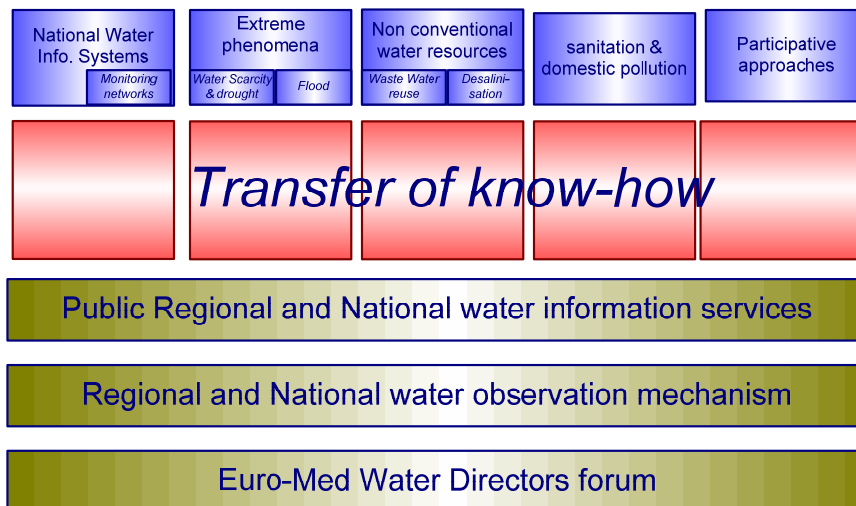 National Water
Info. Systems
Monitoring
networks
Extreme
phenomena
Water Scarcity
& drought
Flood
Non conventional
water resources
Waste Water
reuse
Desalini-
sation
sanitation &
domestic pollution
Participative
approaches
Transfer of know-how
Public Regional and National water information services
Regional and National water observation mechanism
Euro-Med Water Directors forum